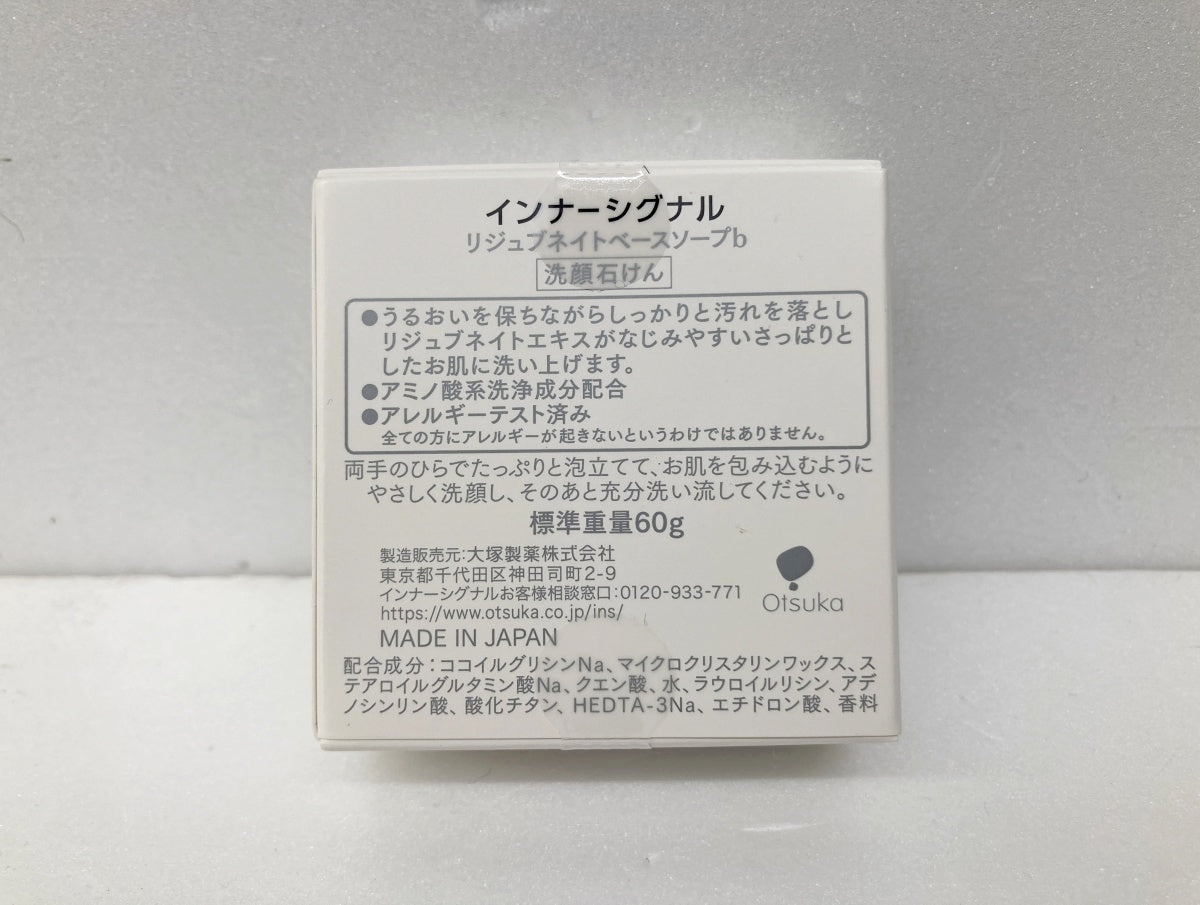 インナーシグナル
リジュブネイトベースソープb
洗顔石けん
●うるおいを保ちながらしっかりと汚れを落とし
リジュブネイトエキスがなじみやすいさっぱりと
したお肌に洗い上げます。
●アミノ酸系洗浄成分配合
●アレルギーテスト済み
全ての方にアレルギーが起きないというわけではありません。
両手のひらでたっぷりと泡立てて、お肌を包み込むように
やさしく洗顔し、そのあと充分洗い流してください。
標準重量60g
製造販売元:大塚製薬株式会社
東京都千代田区神田司町2-9
インナーシグナルお客様相談窓口:0120-933-771
https://www.otsuka.co.jp/ins/
Otsuka
MADE IN JAPAN
配合成分:ココイルグリシンNa、マイクロクリスタリンワックス、ス
テアロイルグルタミン酸Na、クエン酸、水、ラウロイルリシン、アデ
ノシンリン酸、酸化チタン、HEDTA-3Na、エチドロン酸、香料